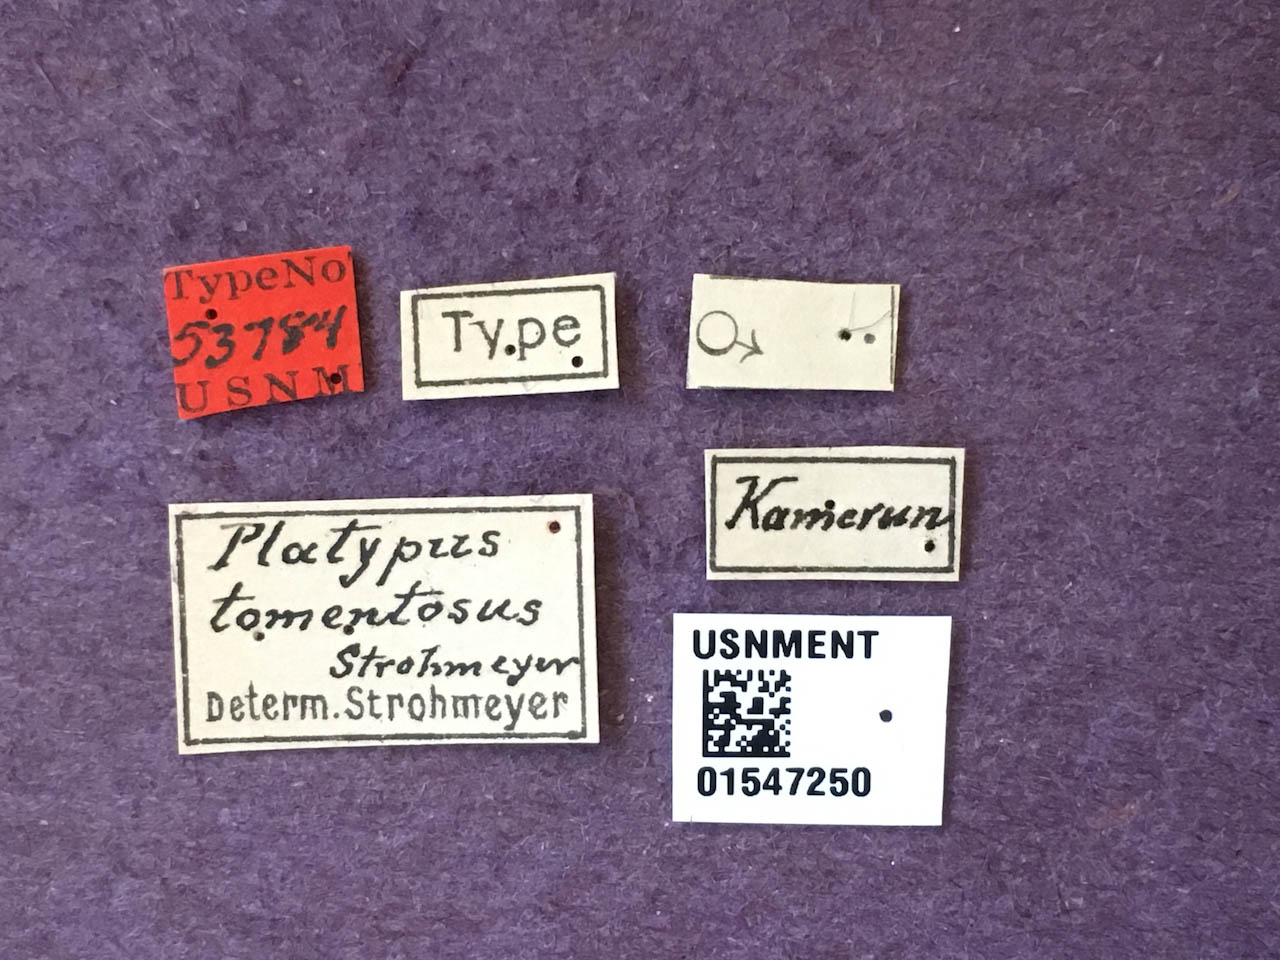 TypeNo
53784
USNM
Type
♂
Platypus
tomentosus
Strohmeyer
Determ. Strohmeyer
Kamerun
USNMENT
01547250